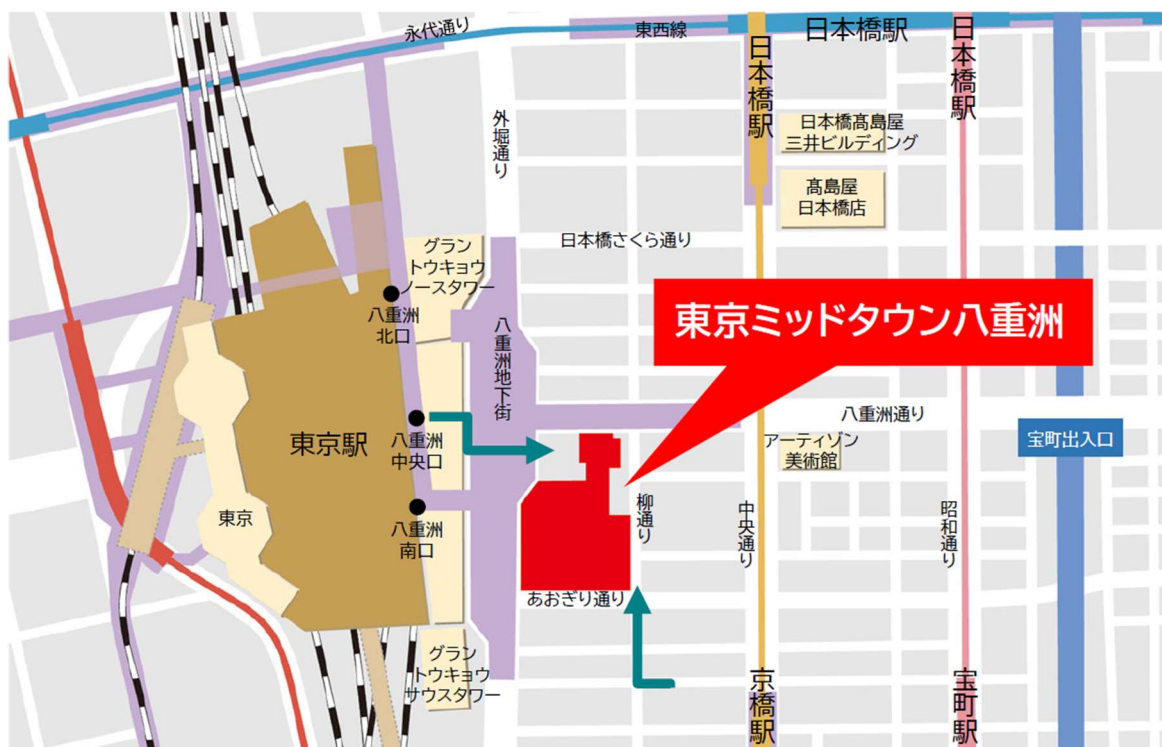 永代通り
東西線
日本橋駅
日本橋駅
日本橋駅
外堀通り
日本橋髙島屋
三井ビルディング
髙島屋
日本橋店
日本橋さくら通り
グラン
トウキョウ
ノースタワー
八重洲
北口
八重洲地下街
東京ミッドタウン八重洲
八重洲通り
東京駅
八重洲
中央口
アーティゾン
美術館
宝町出入口
東京
八重洲
南口
柳通り
中央通り
昭和通り
あおぎり通り
グラン
トウキョウ
サウスタワー
京橋駅
宝町駅